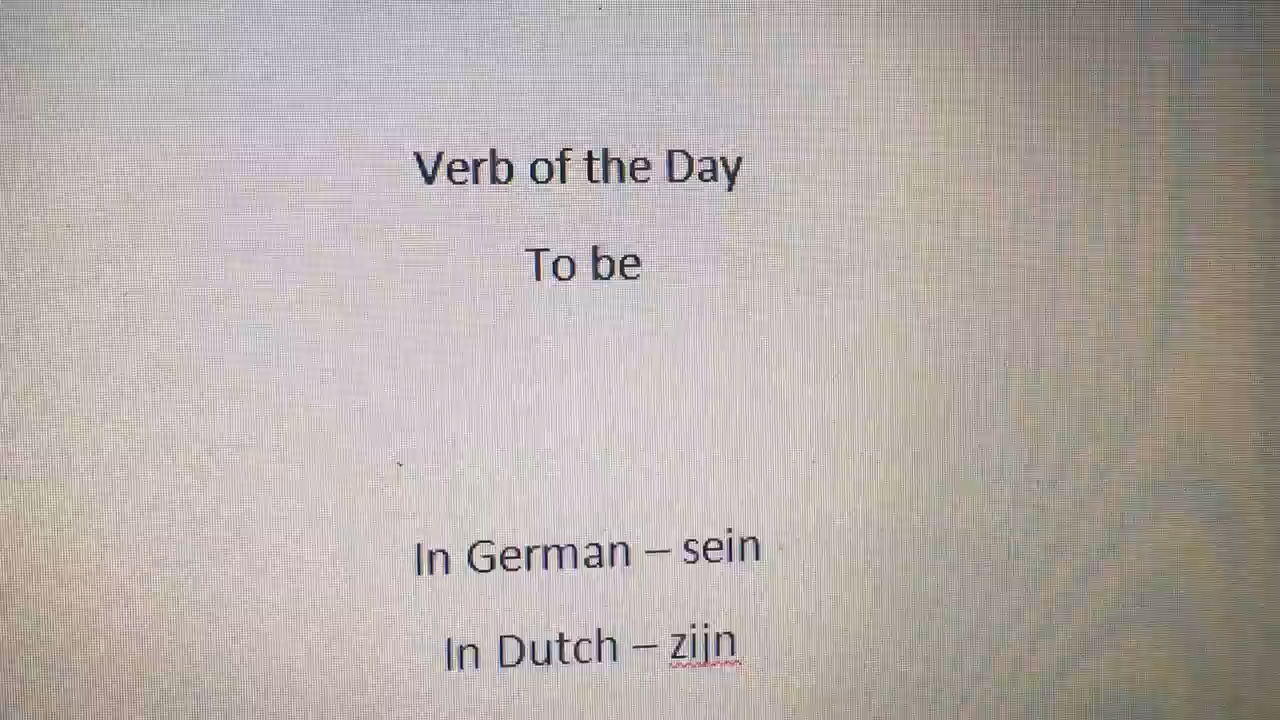 Verb of the Day
To be
In German – sein
In Dutch – zijn